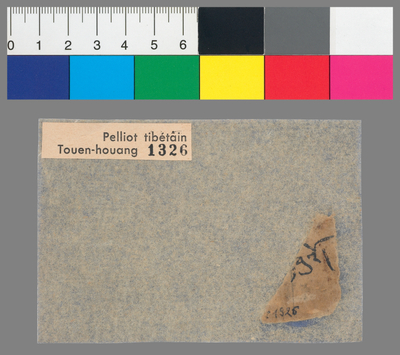 0 1 2 3 4 5 6
Pelliot tibétain
Touen-houang 1326